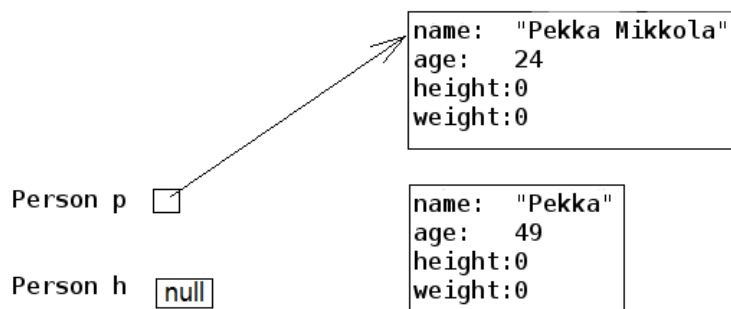 name: "Pekka Mikkola"
age: 24
height:0
weight:0
Person p
name: "Pekka"
age: 49
height:0
weight:0
Person h null